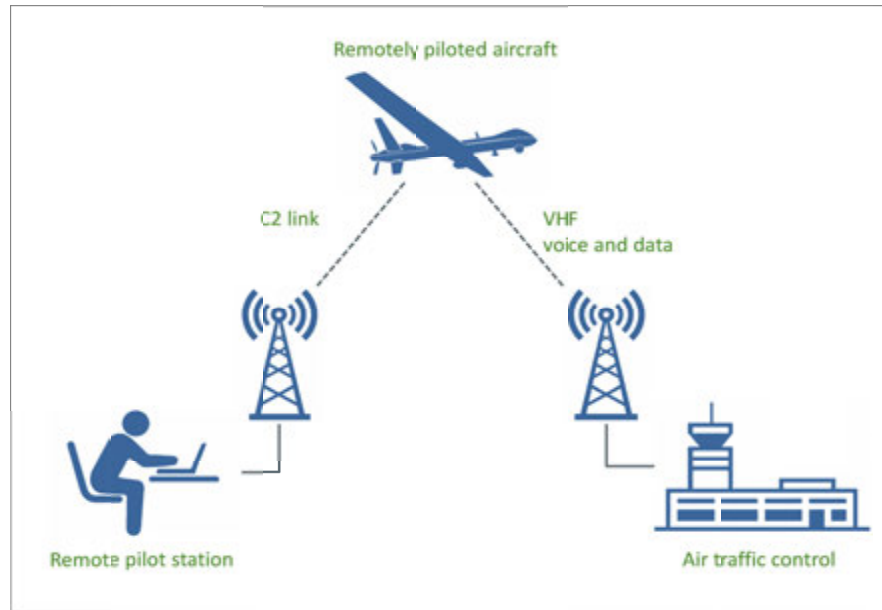 Remotely piloted aircraft
C2 link
VHF
voice and data
Remote pilot station
Air traffic control